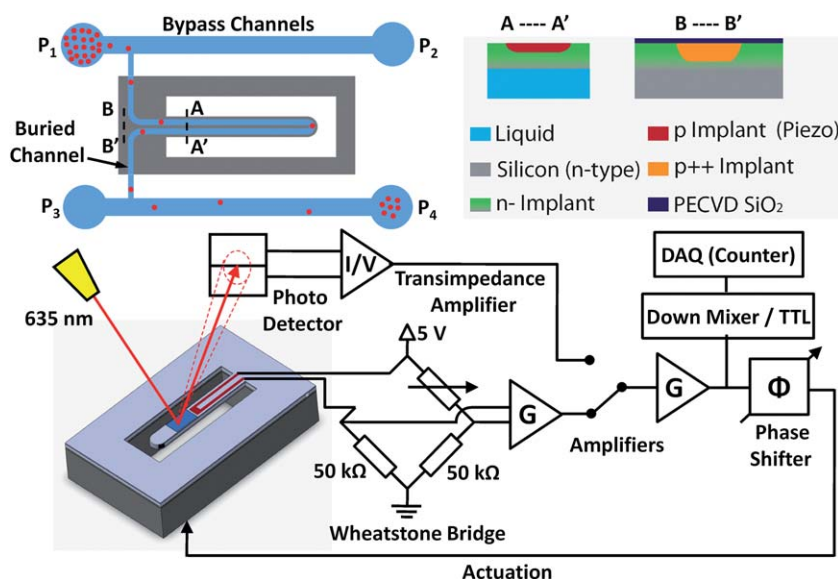 Bypass Channels
P1
P2
B
A
Buried
Channel
B'
A'
P3
P4
A ---- A'
B ---- B'
Liquid
p Implant (Piezo)
Silicon (n-type)
p++ Implant
n- Implant
PECVD SiO2
635 nm
Photo
Detector
I/V
Transimpedance
Amplifier
DAQ (Counter)
Down Mixer / TTL
5 V
G
G
Φ
Amplifiers
Phase
Shifter
50 kΩ
50 kΩ
Wheatstone Bridge
Actuation